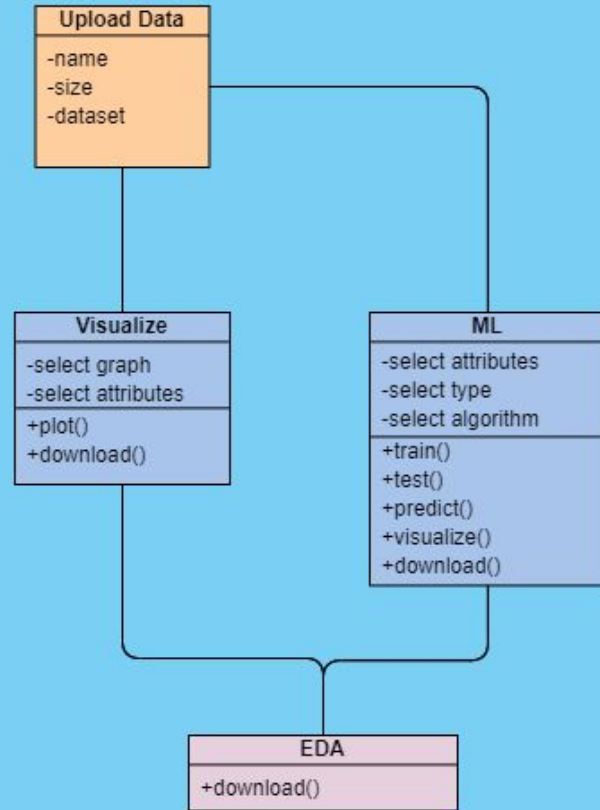 Upload Data
-name
-size
-dataset
Visualize
-select graph
-select attributes
+plot()
+download()
ML
-select attributes
-select type
-select algorithm
+train()
+test()
+predict()
+visualize()
+download()
EDA
+download()